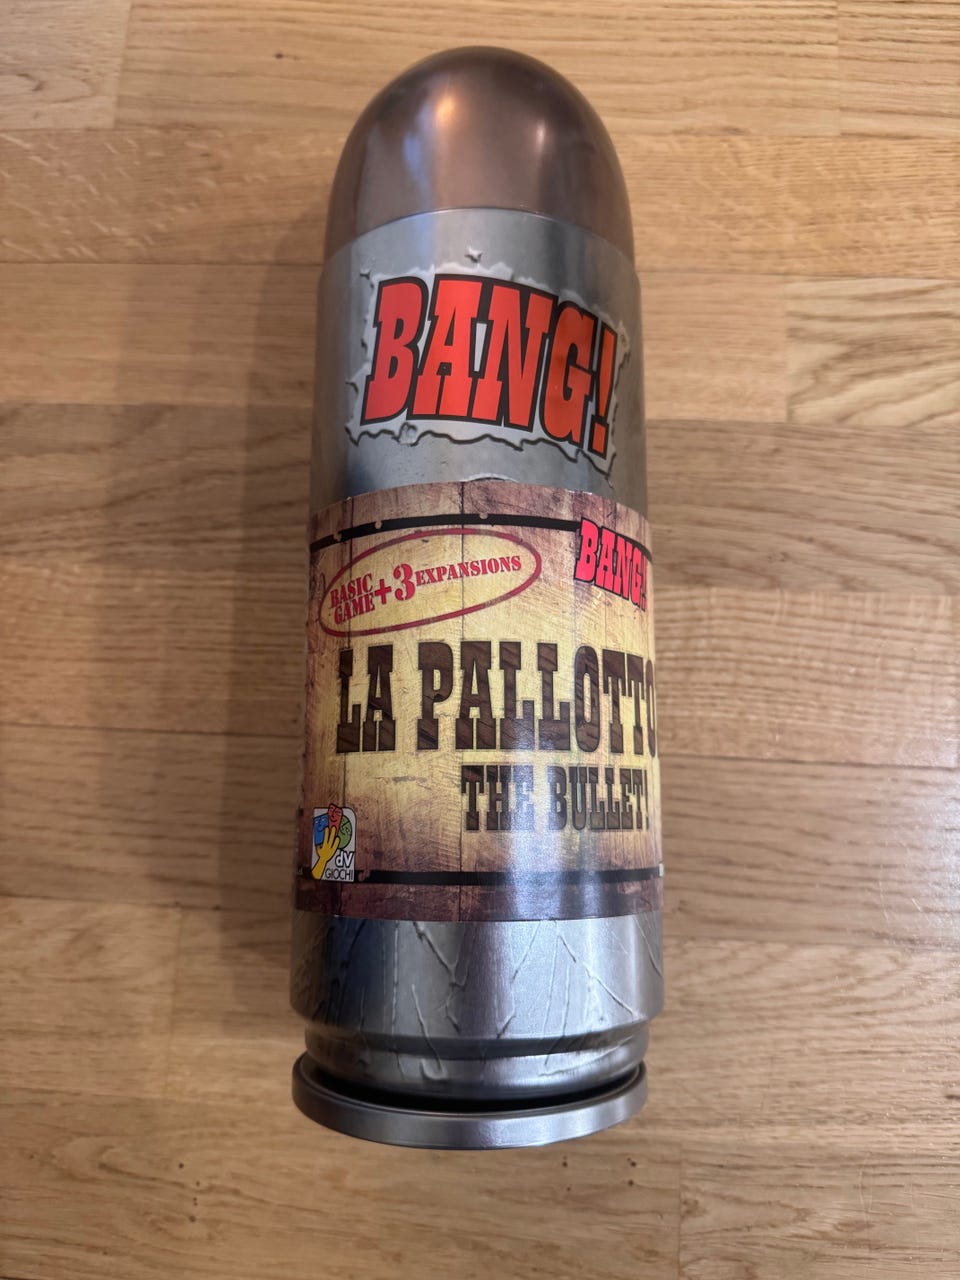 BANG!
BANG!
BASIC
GAME+3 EXPANSIONS
LA PALLOTTO
THE BULLET!
dV
GIOCHI